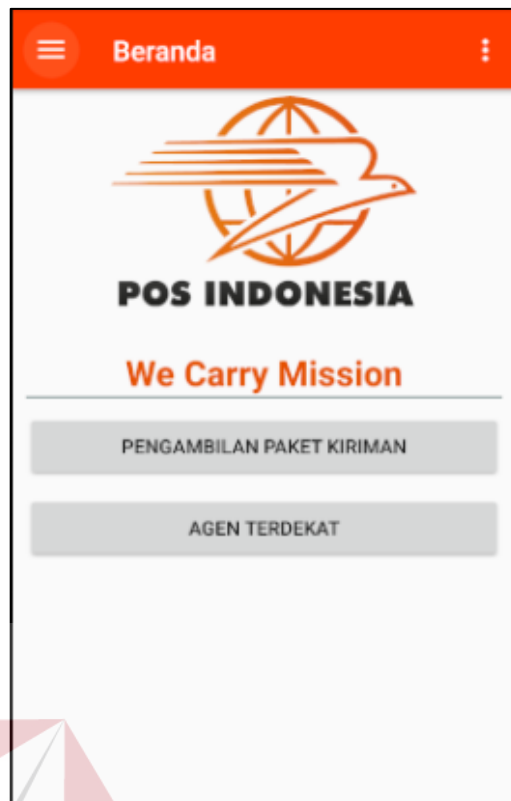 Beranda
POS INDONESIA
We Carry Mission
PENGAMBILAN PAKET KIRIMAN
AGEN TERDEKAT